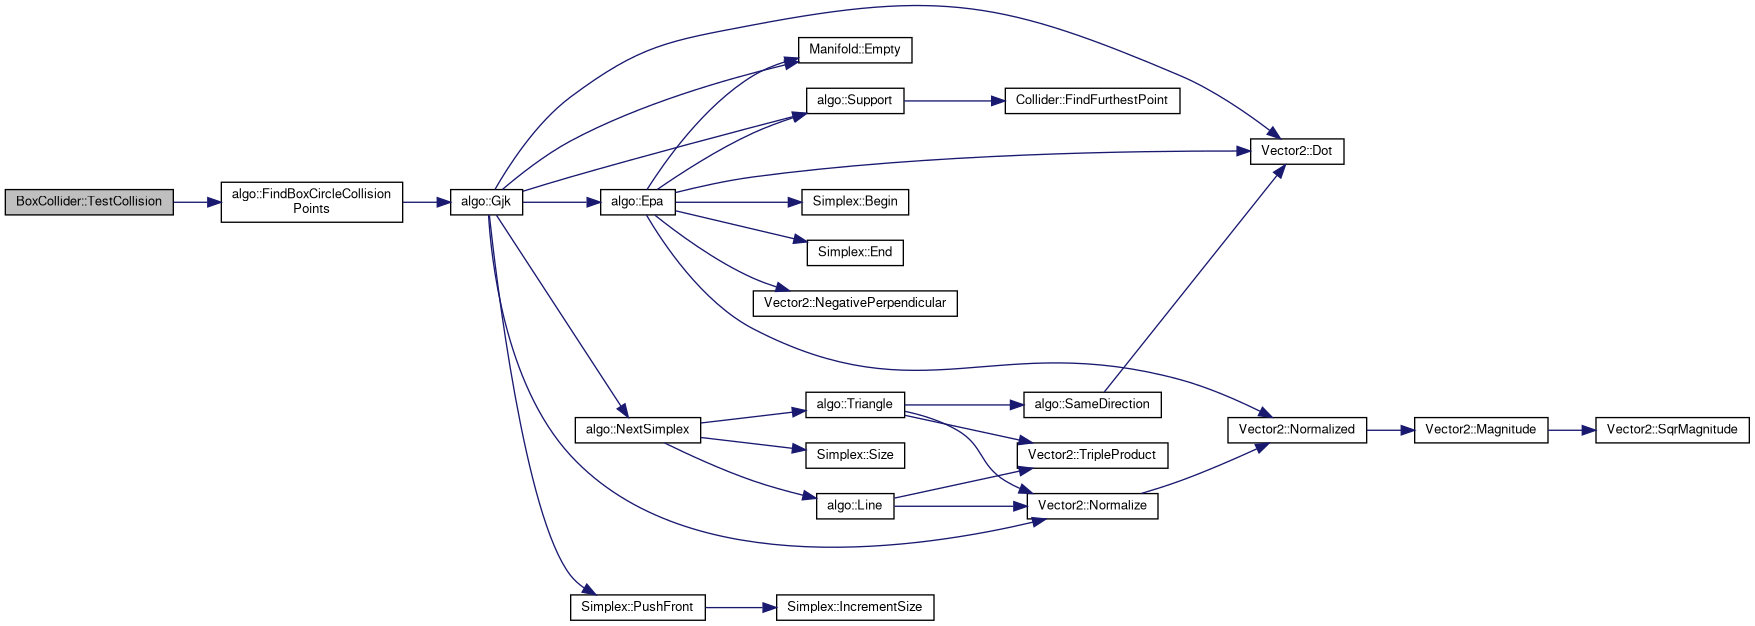 Manifold::Empty
algo::Support
Collider::FindFurthestPoint
Vector2::Dot
BoxCollider::TestCollision
algo::FindBoxCircleCollision
Points
algo::Gjk
algo::Epa
Simplex::Begin
Simplex::End
Vector2::NegativePerpendicular
algo::Triangle
algo::SameDirection
algo::NextSimplex
Vector2::Normalized
Vector2::Magnitude
Vector2::SqrMagnitude
Simplex::Size
Vector2::TripleProduct
algo::Line
Vector2::Normalize
Simplex::PushFront
Simplex::IncrementSize